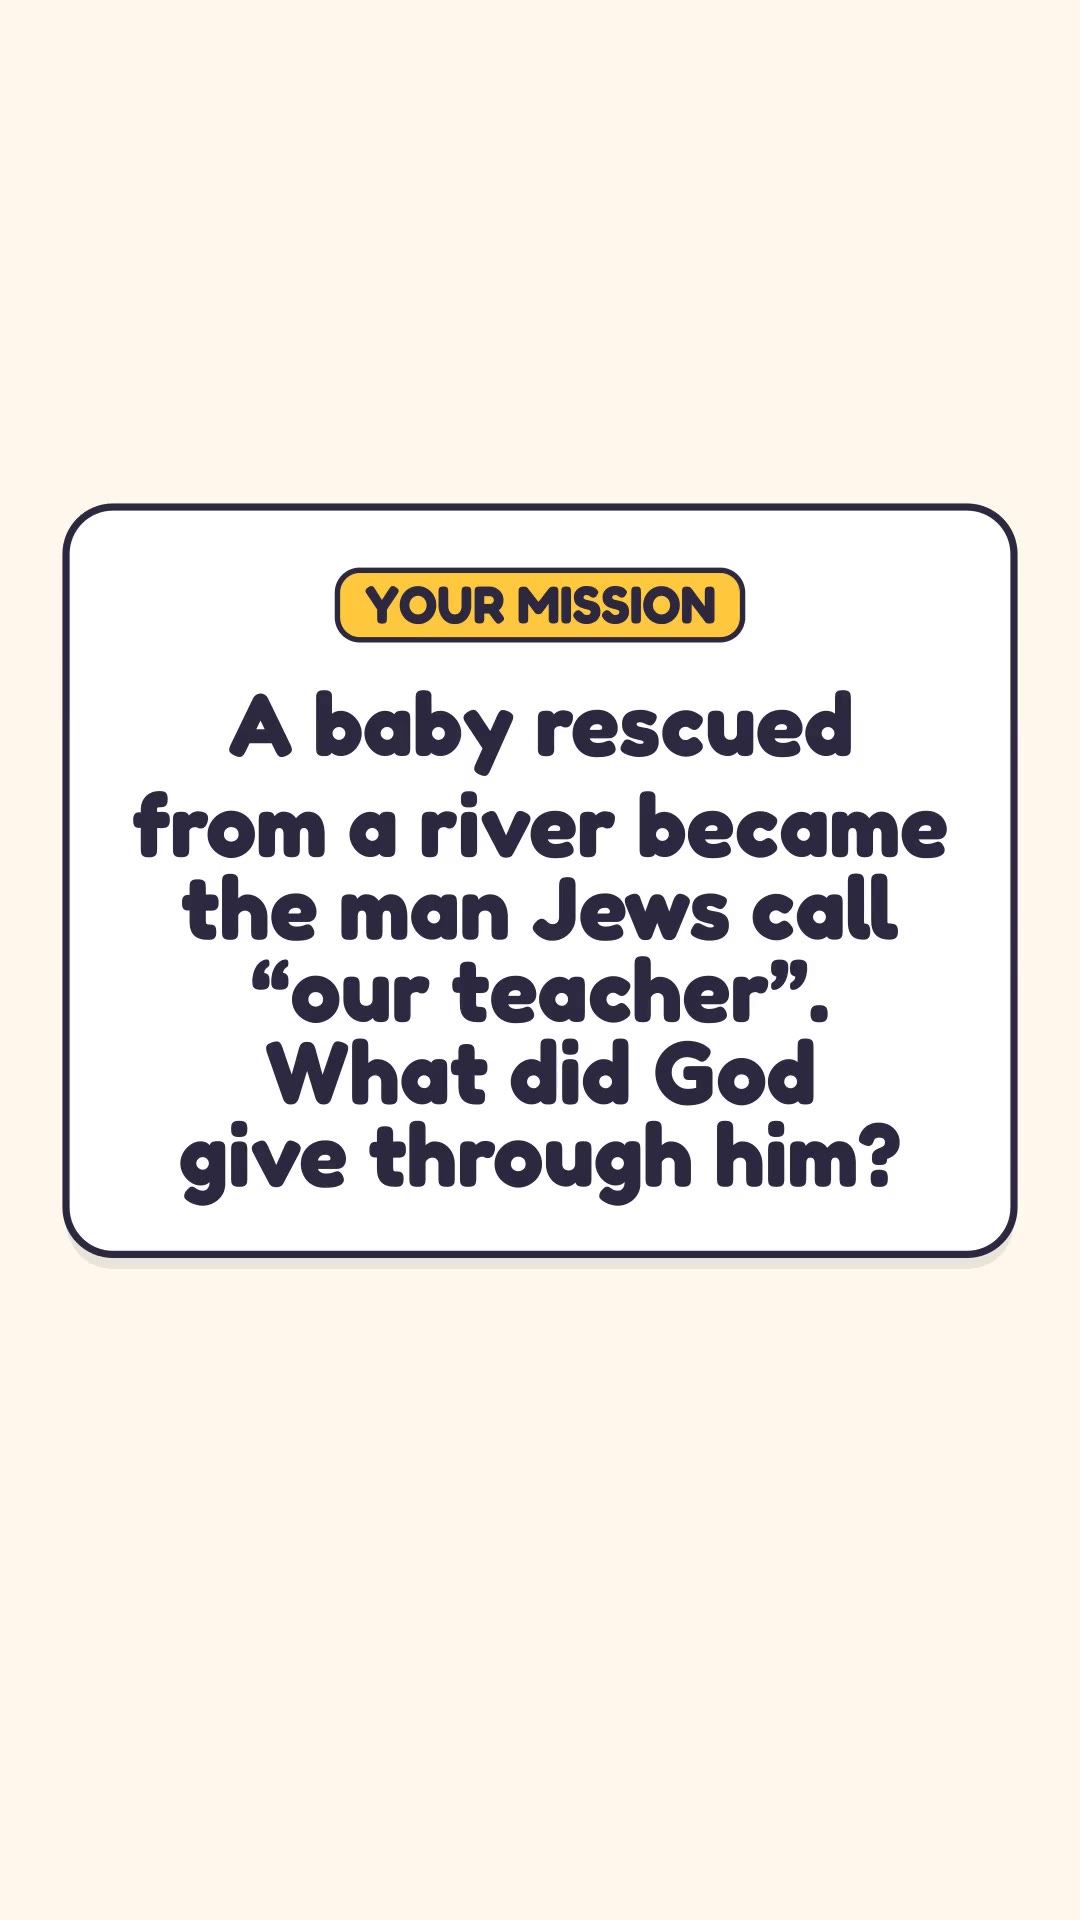 YOUR MISSION
A baby rescued
from a river became
the man Jews call
“our teacher”.
What did God
give through him?